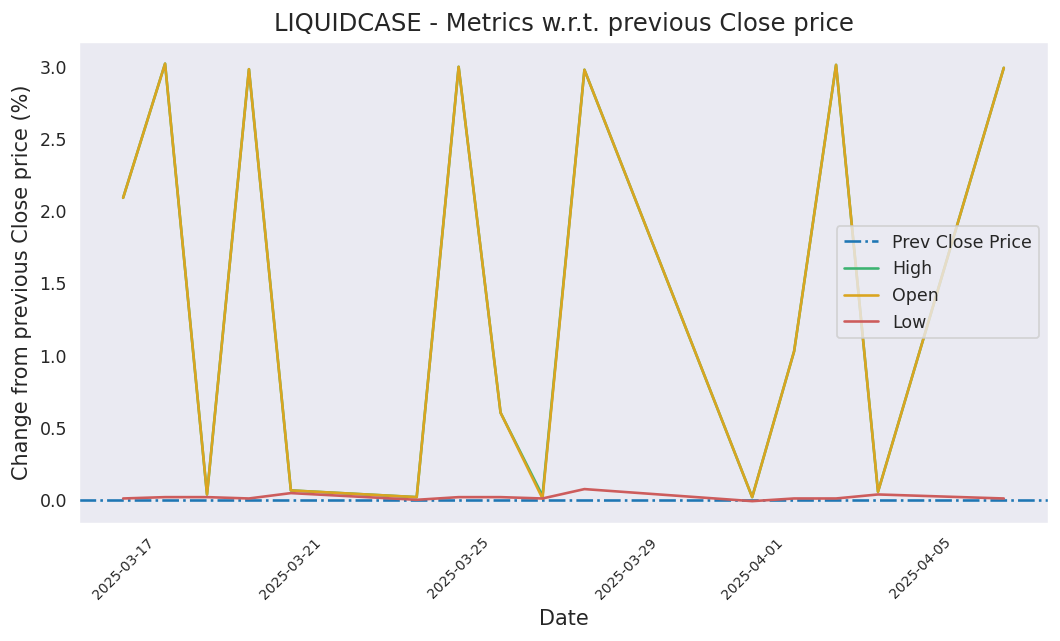 LIQUIDCASE - Metrics w.r.t. previous Close price
Change from previous Close price (%)
3.0
2.5
2.0
1.5
1.0
0.5
0.0
Prev Close Price
High
Open
Low
2025-03-17
2025-03-21
2025-03-25
2025-03-29
2025-04-01
2025-04-05
Date